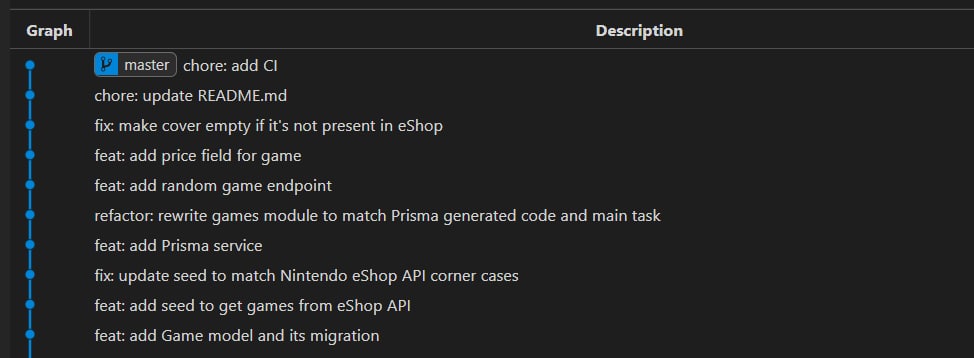 Graph Description
master chore: add CI
chore: update README.md
fix: make cover empty if it's not present in eShop
feat: add price field for game
feat: add random game endpoint
refactor: rewrite games module to match Prisma generated code and main task
feat: add Prisma service
fix: update seed to match Nintendo eShop API corner cases
feat: add seed to get games from eShop API
feat: add Game model and its migration